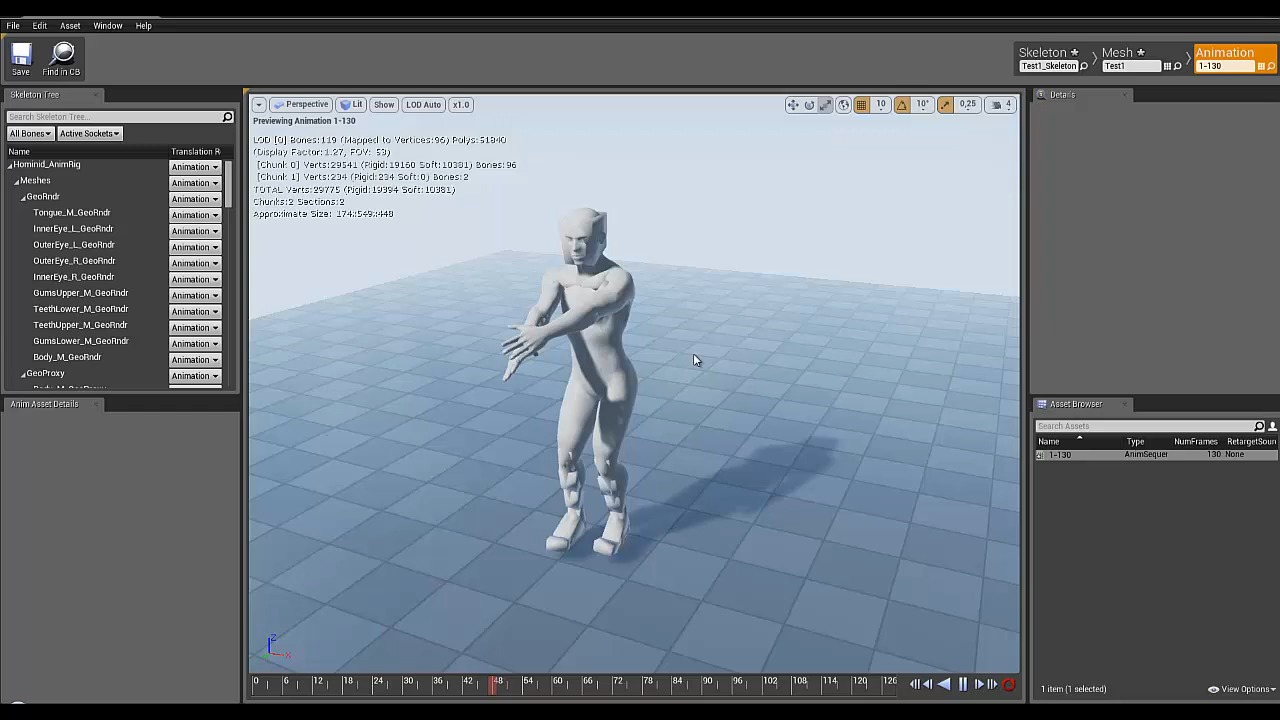 File Edit Asset Window Help
Save
Find in CB
Skeleton *
Test1_Skeleton
Mesh *
Test1
Animation
1-130
Skeleton Tree
Search Skeleton Tree...
All Bones Active Sockets
Name Translation R
Hominid_AnimRig Animation
Meshes Animation
GeoRndr Animation
Tongue_M_GeoRndr Animation
InnerEye_L_GeoRndr Animation
OuterEye_L_GeoRndr Animation
OuterEye_R_GeoRndr Animation
InnerEye_R_GeoRndr Animation
GumsUpper_M_GeoRndr Animation
TeethLower_M_GeoRndr Animation
TeethUpper_M_GeoRndr Animation
GumsLower_M_GeoRndr Animation
Body_M_GeoRndr Animation
GeoProxy Animation
Anim Asset Details
Perspective Lit Show LOD Auto x1.0
10 10° 0,25 4
Previewing Animation 1-130
LOD [0] Bones:119 (Mapped to Vertices:96) Polys:51840
(Display Factor:1.27, FOV: 53)
[Chunk 0] Verts:29541 (Rigid:19160 Soft:10381) Bones:96
[Chunk 1] Verts:234 (Rigid:234 Soft:0) Bones:2
TOTAL Verts:29775 (Rigid:19394 Soft:10381)
Chunks:2 Sections:2
Approximate Size: 174x549x448
Z
X
0 6 12 18 24 30 36 42 48 54 60 66 72 78 84 90 96 102 108 114 120 126
Details
Asset Browser
Search Assets
Name Type NumFrames RetargetSoun
1-130 AnimSequer 130 None
1 item (1 selected)
View Options